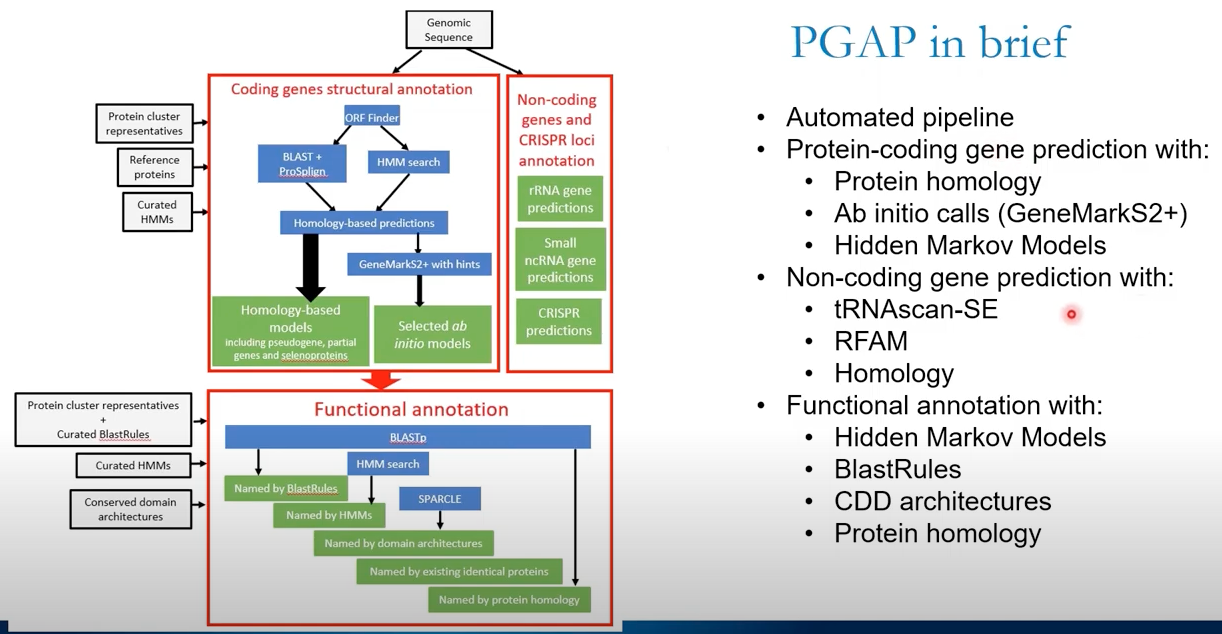 Genomic
Sequence
PGAP in brief
Coding genes structural annotation
Protein cluster
representatives
Reference
proteins
Curated
HMMs
ORF Finder
BLAST +
ProSplign
HMM search
Homology-based predictions
GeneMarkS2+ with hints
Homology-based
models
including pseudogene, partial
genes and selenoproteins
Selected ab
initio models
Non-coding
genes and
CRISPR loci
annotation
rRNA gene
predictions
Small
ncRNA gene
predictions
CRISPR
predictions
Protein cluster representatives
+
Curated BlastRules
Curated HMMs
Conserved domain
architectures
Functional annotation
BLASTp
HMM search
SPARCLE
Named by BlastRules
Named by HMMs
Named by domain architectures
Named by existing identical proteins
Named by protein homology
• Automated pipeline
• Protein-coding gene prediction with:
• Protein homology
• Ab initio calls (GeneMarkS2+)
• Hidden Markov Models
• Non-coding gene prediction with:
• tRNAscan-SE
• RFAM
• Homology
• Functional annotation with:
• Hidden Markov Models
• BlastRules
• CDD architectures
• Protein homology